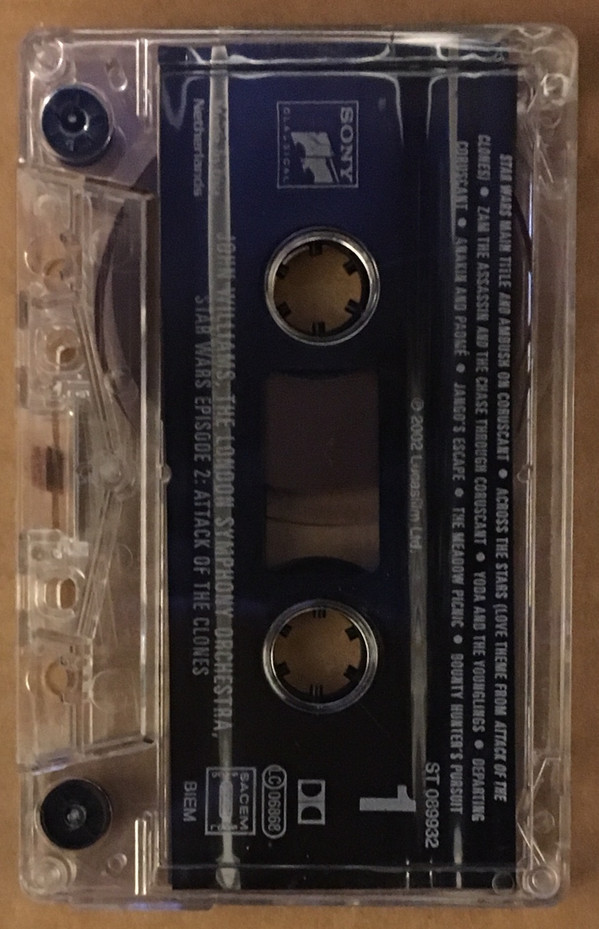 STAR WARS MAIN TITLE AND AMBUSH ON CORUSCANT ● ACROSS THE STARS (LOVE THEME FROM ATTACK OF THE
CLONES) ● ZAM THE ASSASSIN AND THE CHASE THROUGH CORUSCANT ● YODA AND THE YOUNGLINGS ● DEPARTING
CORUSCANT ● ANAKIN AND PADMÉ ● JANGO'S ESCAPE ● THE MEADOW PICNIC ● BOUNTY HUNTER'S PURSUIT
ST 089932
℗ 2002 Lucasfilm Ltd.
1
SONY
CLASSICAL
LC 06868
SACEM
BIEM
Netherlands
JOHN WILLIAMS, THE LONDON SYMPHONY ORCHESTRA,
STAR WARS EPISODE 2: ATTACK OF THE CLONES